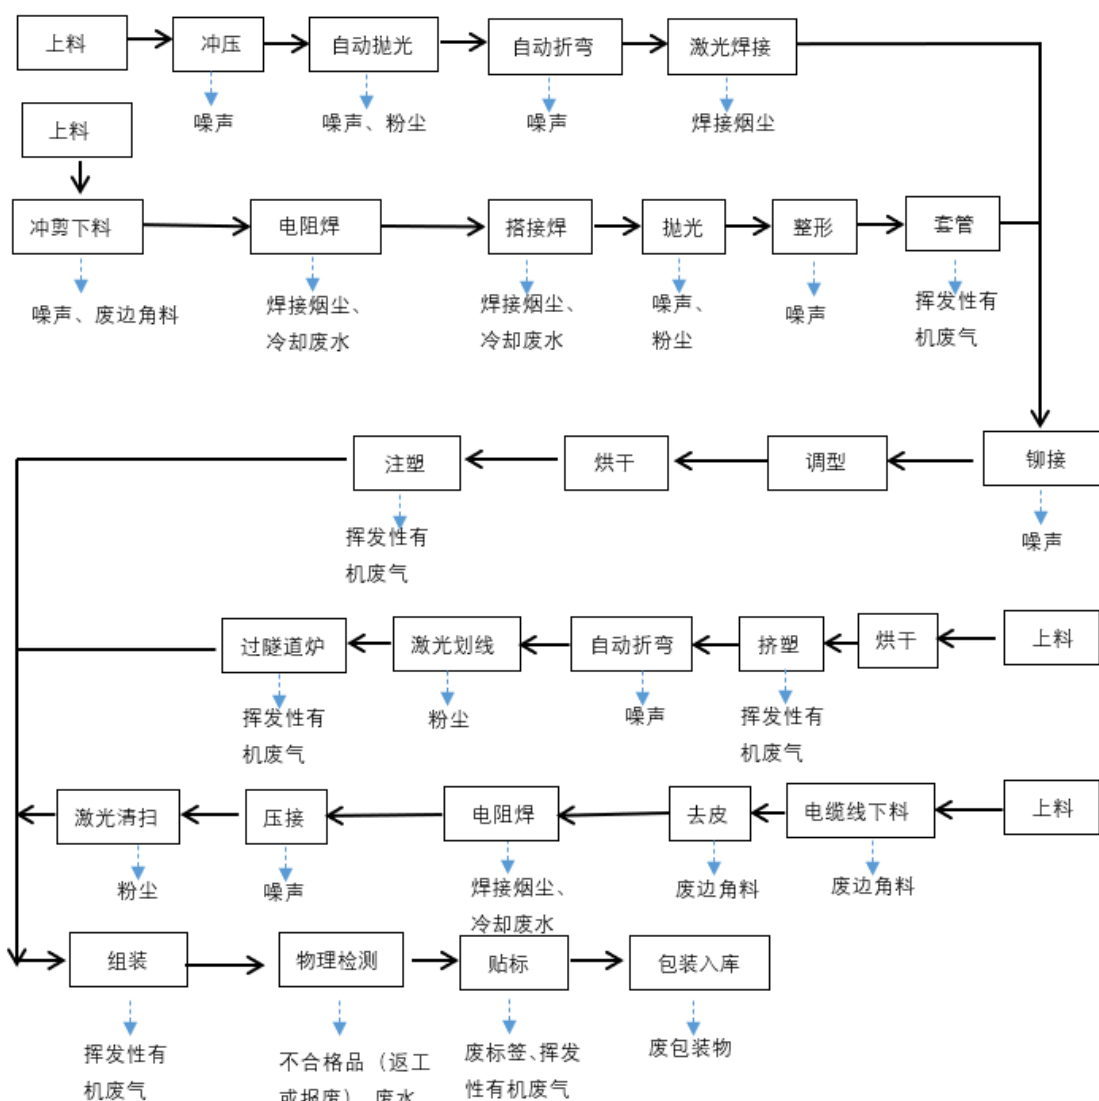 上料
冲压
自动抛光
自动折弯
激光焊接
噪声
噪声、粉尘
噪声
焊接烟尘
上料
冲剪下料
电阻焊
搭接焊
抛光
整形
套管
噪声、废边角料
焊接烟尘、
冷却废水
焊接烟尘、
冷却废水
噪声、
粉尘
噪声
挥发性有
机废气
注塑
烘干
调型
铆接
挥发性有
机废气
噪声
过隧道炉
激光划线
自动折弯
挤塑
烘干
上料
挥发性有
机废气
粉尘
噪声
挥发性有
机废气
激光清扫
压接
电阻焊
去皮
电缆线下料
上料
粉尘
噪声
焊接烟尘、
冷却废水
废边角料
废边角料
组装
物理检测
贴标
包装入库
挥发性有
机废气
不合格品（返工
或报废）、废水
废标签、挥发
性有机废气
废包装物